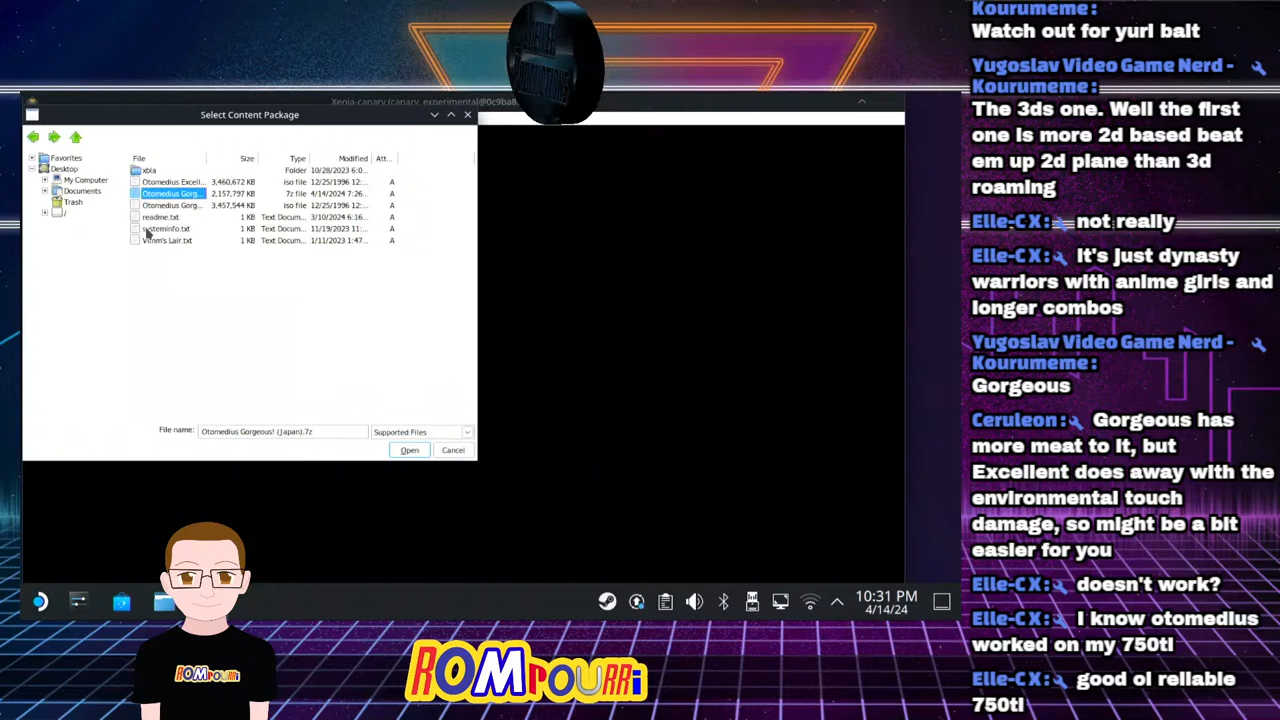 Xenia-canary (canary_experimental@0c9ba8
Select Content Package
Favorites
Desktop
My Computer
Documents
Trash
/
File Size Type Modified Att...
xbla Folder 10/28/2023 6:0...
Otomedius Excell... 3,460,672 KB iso file 12/25/1996 12:... A
Otomedius Gorg... 2,157,797 KB 7z file 4/14/2024 7:26... A
Otomedius Gorg... 3,457,544 KB iso file 12/25/1996 12:... A
readme.txt 1 KB Text Docum... 3/10/2024 6:16... A
systeminfo.txt 1 KB Text Docum... 11/19/2023 11:... A
Vimm's Lair.txt 1 KB Text Docum... 1/11/2023 1:47... A
File name: Otomedius Gorgeous! (Japan).7z Supported Files
Open Cancel
10:31 PM
4/14/24
ROMPOURRi
ROMPOURRi
Kourumeme:
Watch out for yuri bait
Yugoslav Video Game Nerd -
Kourumeme:
The 3ds one. Well the first
one is more 2d based beat
em up 2d plane than 3d
roaming
Elle-CX: not really
Elle-CX: It's just dynasty
warriors with anime girls and
longer combos
Yugoslav Video Game Nerd -
Kourumeme:
Gorgeous
Ceruleon: Gorgeous has
more meat to it, but
Excellent does away with the
environmental touch
damage, so might be a bit
easier for you
Elle-CX: doesn't work?
Elle-CX: I know otomedius
worked on my 750ti
Elle-CX: good ol reliable
750ti